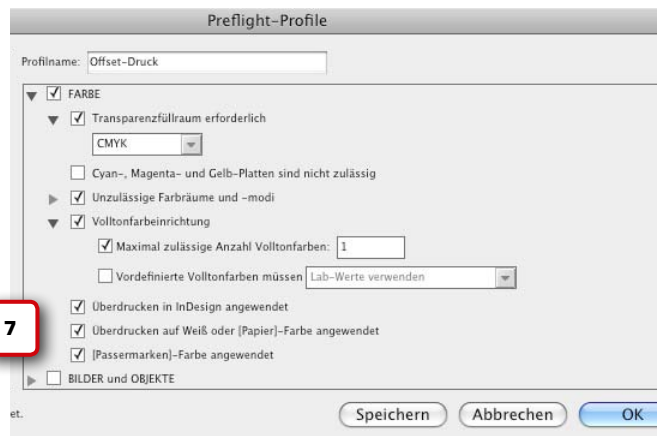 Preflight-Profile
Profilname: Offset-Druck
FARBE
Transparenzfüllraum erforderlich
CMYK
Cyan-, Magenta- und Gelb-Platten sind nicht zulässig
Unzulässige Farbräume und -modi
Volltonfarbeinrichtung
Maximal zulässige Anzahl Volltonfarben: 1
Vordefinierte Volltonfarben müssen Lab-Werte verwenden
Überdrucken in InDesign angewendet
7
Überdrucken auf Weiß oder [Papier]-Farbe angewendet
[Passermarken]-Farbe angewendet
BILDER und OBJEKTE
et.
Speichern Abbrechen OK